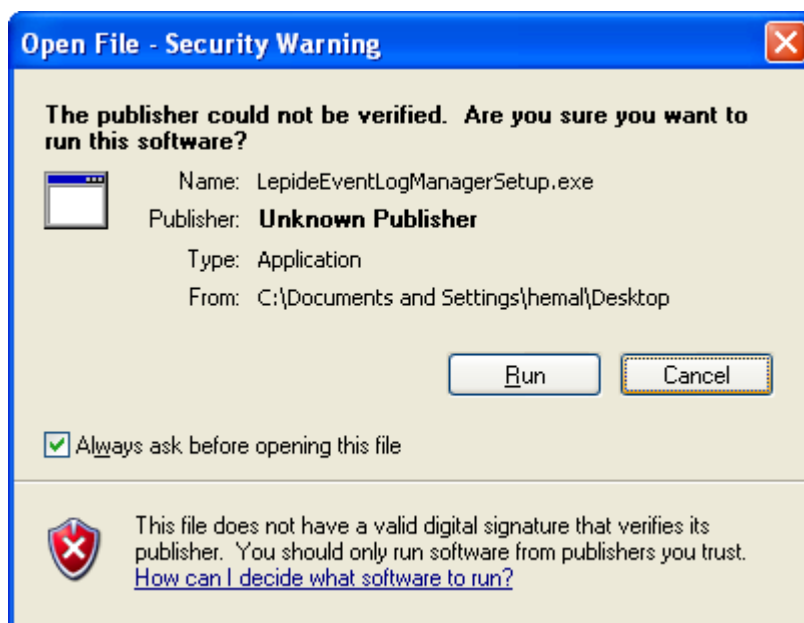 Open File - Security Warning
The publisher could not be verified. Are you sure you want to
run this software?
Name: LepideEventLogManagerSetup.exe
Publisher: Unknown Publisher
Type: Application
From: C:\Documents and Settings\hemal\Desktop
Run Cancel
Always ask before opening this file
This file does not have a valid digital signature that verifies its
publisher. You should only run software from publishers you trust.
How can I decide what software to run?